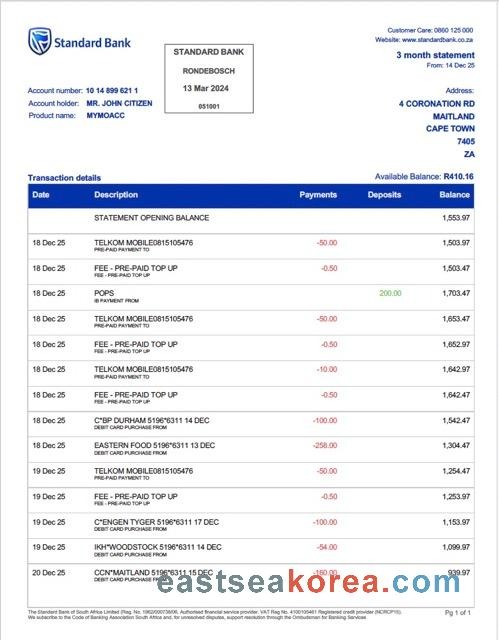 Standard Bank
STANDARD BANK
RONDEBOSCH
13 Mar 2024
051001
Customer Care: 0860 125 000
Website: www.standardbank.co.za
3 month statement
From: 14 Dec 25
Account number: 10 14 899 621 1
Account holder: MR. JOHN CITIZEN
Product name: MYMOACC
Address:
4 CORONATION RD
MAITLAND
CAPE TOWN
7405
ZA
Transaction details
Available Balance: R410.16
Date Description Payments Deposits Balance
STATEMENT OPENING BALANCE 1,553.97
18 Dec 25 TELKOM MOBILE0815105476 -50.00 1,503.97
PRE-PAID PAYMENT TO
18 Dec 25 FEE - PRE-PAID TOP UP -0.50 1,503.47
FEE - PRE-PAID TOP UP
18 Dec 25 POPS 200.00 1,703.47
IB PAYMENT FROM
18 Dec 25 TELKOM MOBILE0815105476 -50.00 1,653.47
PRE-PAID PAYMENT TO
18 Dec 25 FEE - PRE-PAID TOP UP -0.50 1,652.97
FEE - PRE-PAID TOP UP
18 Dec 25 TELKOM MOBILE0815105476 -10.00 1,642.97
PRE-PAID PAYMENT TO
18 Dec 25 FEE - PRE-PAID TOP UP -0.50 1,642.47
FEE - PRE-PAID TOP UP
18 Dec 25 C*BP DURHAM 5196*6311 14 DEC -100.00 1,542.47
DEBIT CARD PURCHASE FROM
18 Dec 25 EASTERN FOOD 5196*6311 13 DEC -258.00 1,304.47
DEBIT CARD PURCHASE FROM
19 Dec 25 TELKOM MOBILE0815105476 -50.00 1,254.47
PRE-PAID PAYMENT TO
19 Dec 25 FEE - PRE-PAID TOP UP -0.50 1,253.97
FEE - PRE-PAID TOP UP
19 Dec 25 C*ENGEN TYGER 5196*6311 17 DEC -100.00 1,153.97
DEBIT CARD PURCHASE FROM
19 Dec 25 IKH*WOODSTOCK 5196*6311 14 DEC -54.00 1,099.97
DEBIT CARD PURCHASE FROM
20 Dec 25 CCN*MAITLAND 5196*6311 15 DEC -160.00 939.97
DEBIT CARD PURCHASE FROM
eastseakorea.com
The Standard Bank of South Africa Limited (Reg. No. 1962/000738/06. Authorised financial service provider. VAT Reg No. 4100105461 Registered credit provider (NCRCP15).
We subscribe to the Code of Banking Association South Africa and, for unresolved disputes, support resolution through the Ombudsman for Banking Services
Pg 1 of 1